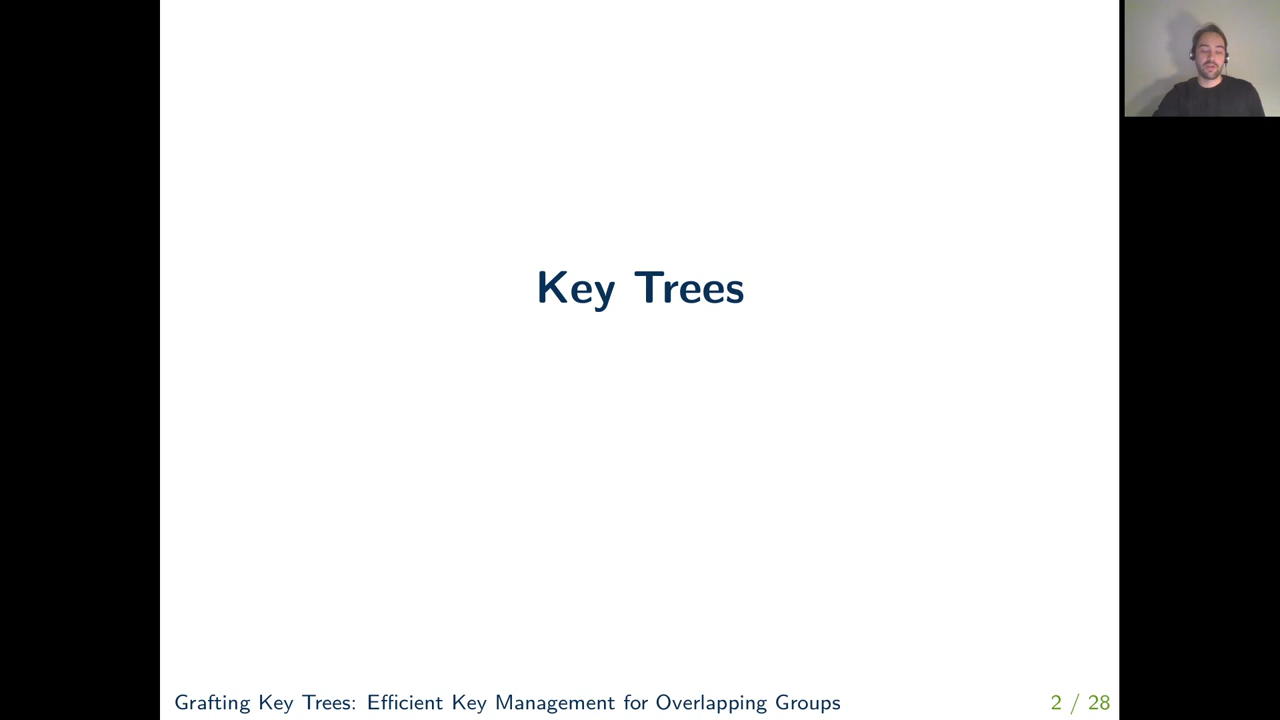 Key Trees
Grafting Key Trees: Efficient Key Management for Overlapping Groups
2 / 28